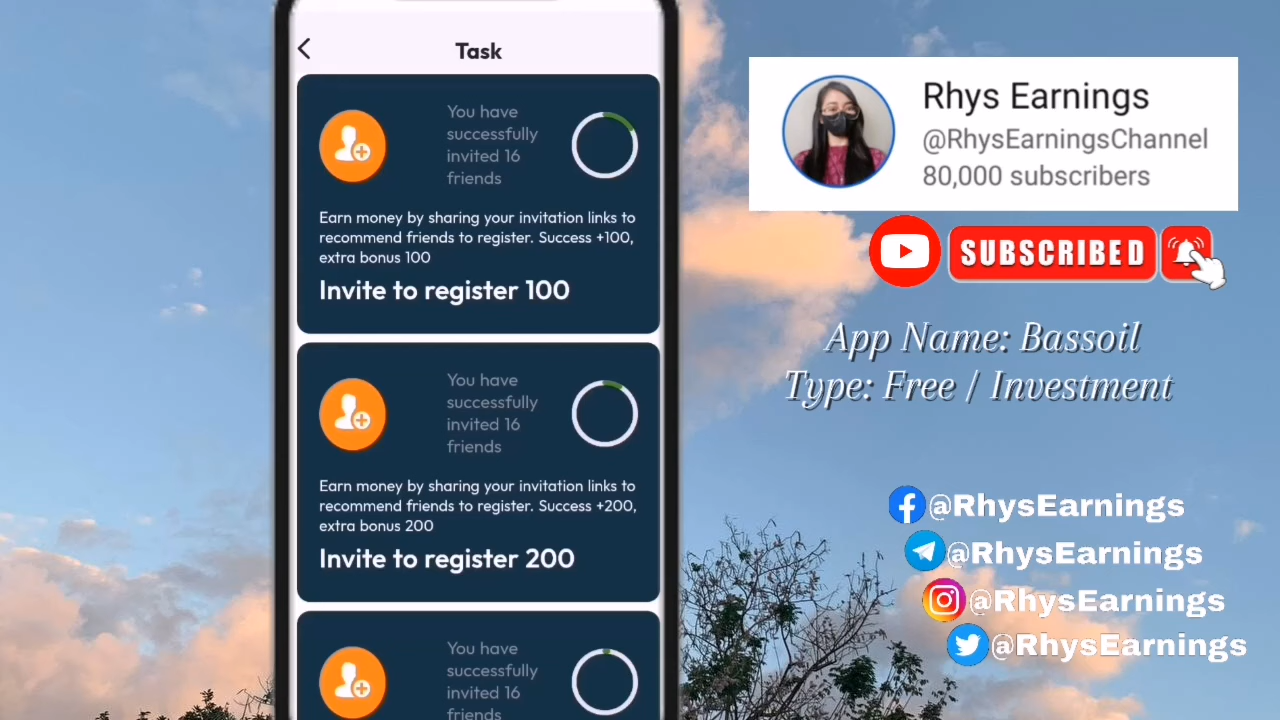 Task
You have
successfully
invited 16
friends
Earn money by sharing your invitation links to
recommend friends to register. Success +100,
extra bonus 100
Invite to register 100
You have
successfully
invited 16
friends
Earn money by sharing your invitation links to
recommend friends to register. Success +200,
extra bonus 200
Invite to register 200
You have
successfully
invited 16
friends
Rhys Earnings
@RhysEarningsChannel
80,000 subscribers
SUBSCRIBED
App Name: Bassoil
Type: Free / Investment
@RhysEarnings
@RhysEarnings
@RhysEarnings
@RhysEarnings